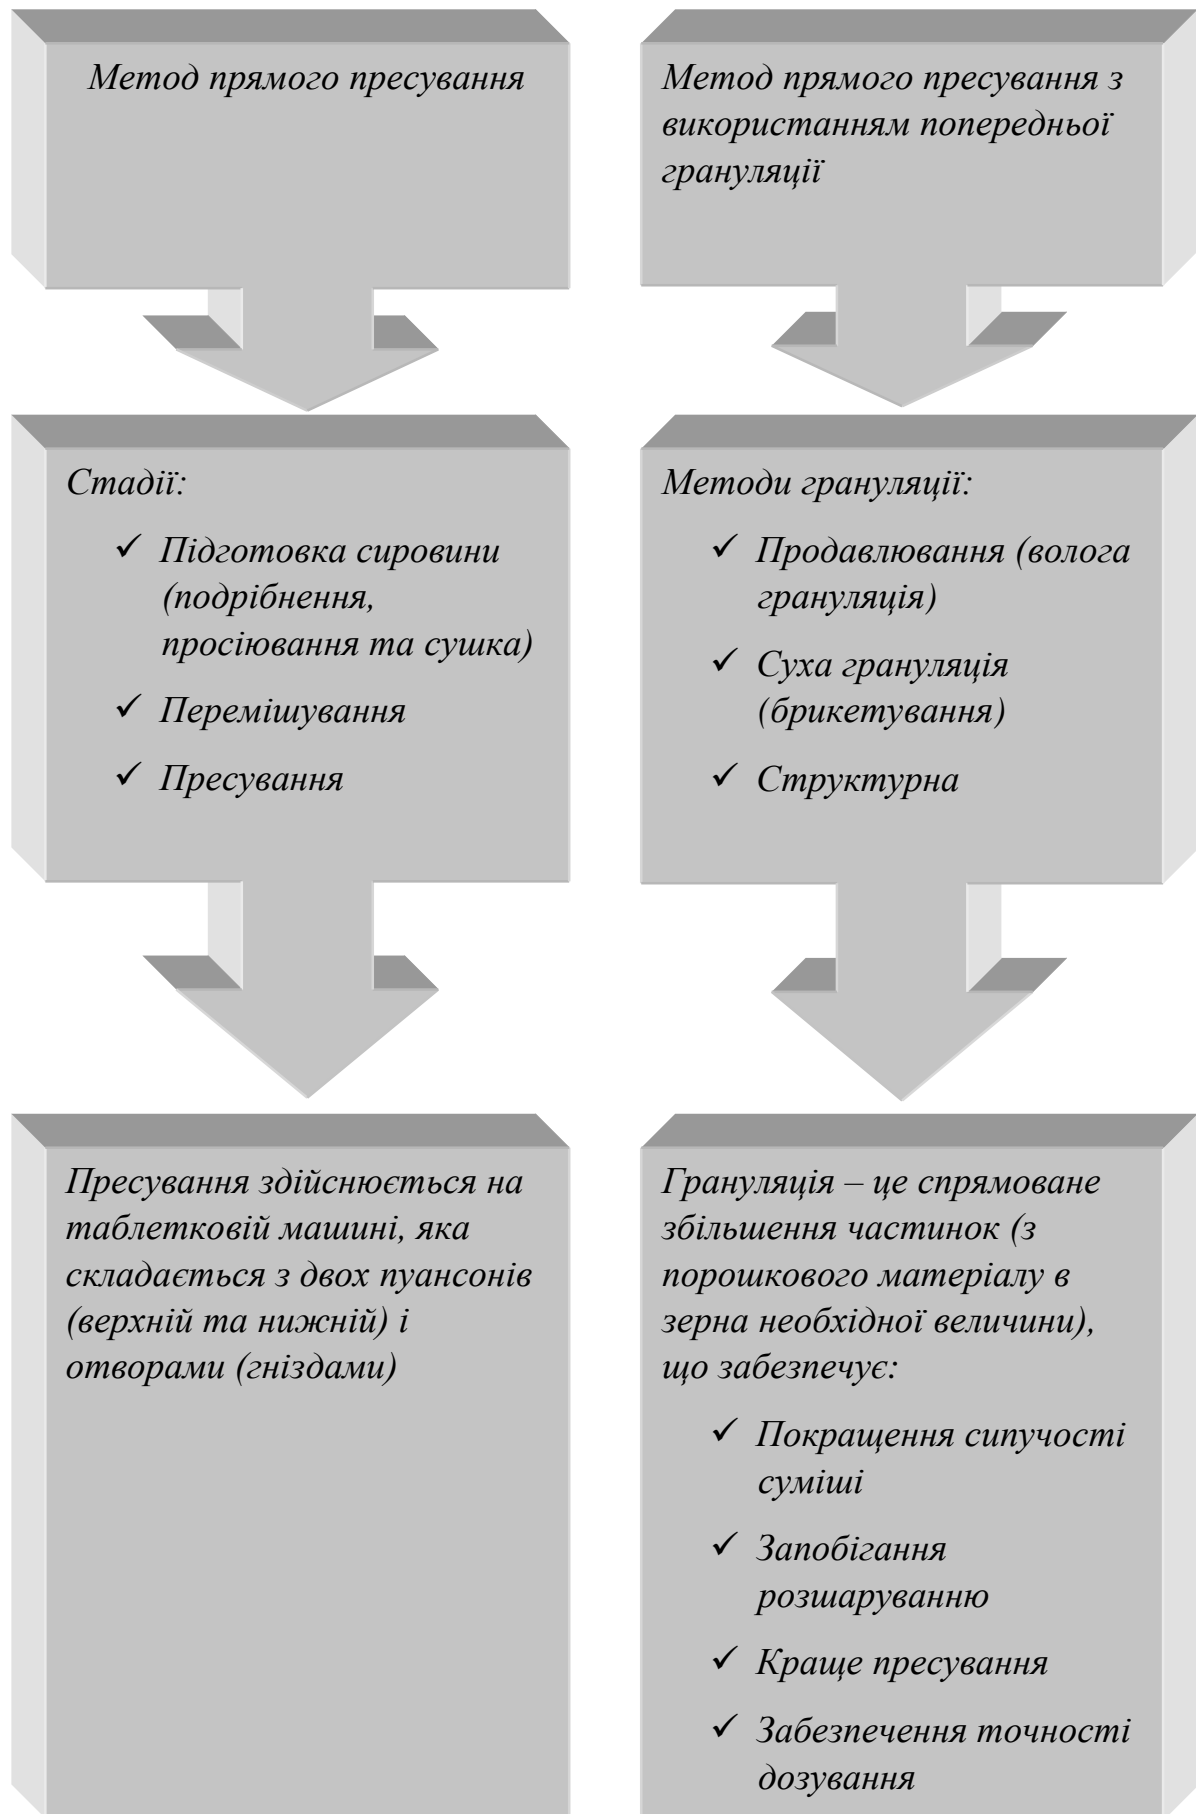 Метод прямого пресування
Метод прямого пресування з
використанням попередньої
грануляції
Стадії:
✓ Підготовка сировини
(подрібнення,
просіювання та сушка)
✓ Перемішування
✓ Пресування
Методи грануляції:
✓ Продавлювання (волога
грануляція)
✓ Суха грануляція
(брикетування)
✓ Структурна
Пресування здійснюється на
таблетковій машині, яка
складається з двох пуансонів
(верхній та нижній) і
отворами (гніздами)
Грануляція – це спрямоване
збільшення частинок (з
порошкового матеріалу в
зерна необхідної величини),
що забезпечує:
✓ Покращення сипучості
суміші
✓ Запобігання
розшаруванню
✓ Краще пресування
✓ Забезпечення точності
дозування